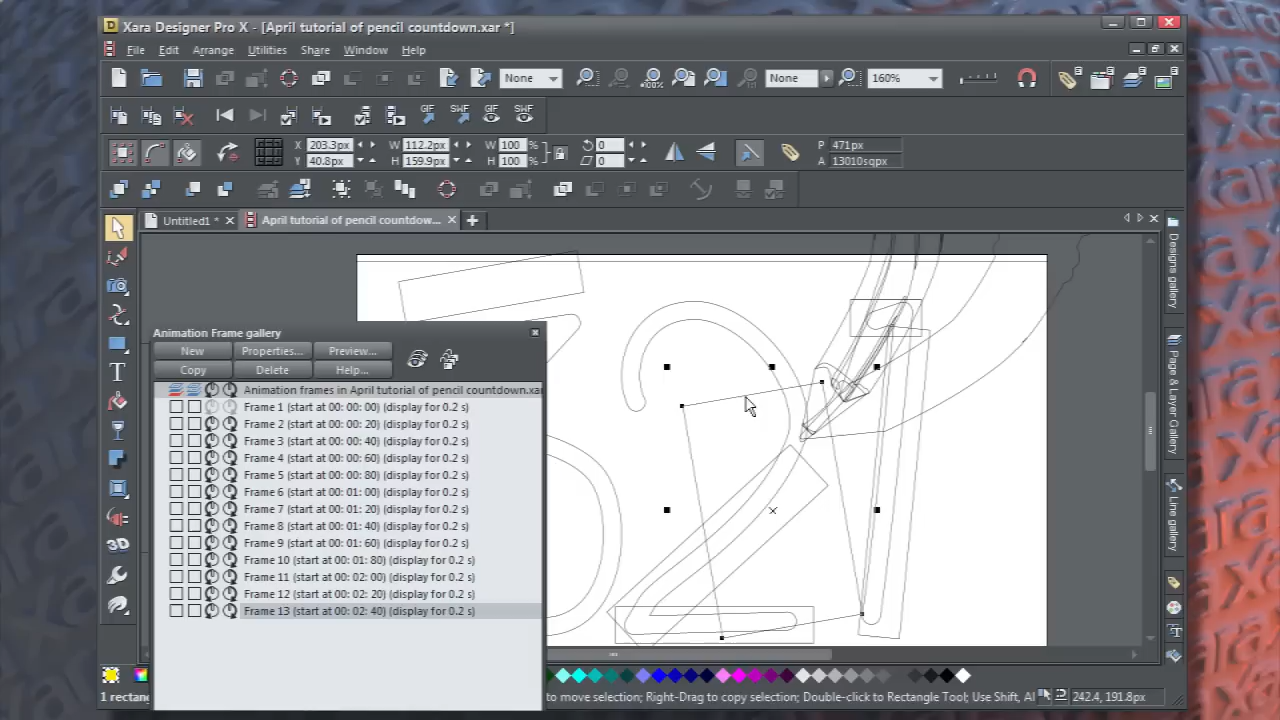 Xara Designer Pro X - [April tutorial of pencil countdown.xar *]
File Edit Arrange Utilities Share Window Help
None None 160%
GIF SWF GIF SWF
X 203.3px W 112.2px W 100 % 0 P 471px
Y 40.8px H 159.9px H 100 % 0 A 13010sqpx
Untitled1 * April tutorial of pencil countdow... *
Designs gallery
Page & Layer Gallery
Line gallery
Animation Frame gallery
New Properties... Preview...
Copy Delete Help...
Animation frames in April tutorial of pencil countdown.xar
Frame 1 (start at 00: 00: 00) (display for 0.2 s)
Frame 2 (start at 00: 00: 20) (display for 0.2 s)
Frame 3 (start at 00: 00: 40) (display for 0.2 s)
Frame 4 (start at 00: 00: 60) (display for 0.2 s)
Frame 5 (start at 00: 00: 80) (display for 0.2 s)
Frame 6 (start at 00: 01: 00) (display for 0.2 s)
Frame 7 (start at 00: 01: 20) (display for 0.2 s)
Frame 8 (start at 00: 01: 40) (display for 0.2 s)
Frame 9 (start at 00: 01: 60) (display for 0.2 s)
Frame 10 (start at 00: 01: 80) (display for 0.2 s)
Frame 11 (start at 00: 02: 00) (display for 0.2 s)
Frame 12 (start at 00: 02: 20) (display for 0.2 s)
Frame 13 (start at 00: 02: 40) (display for 0.2 s)
3D
1 rectan
to move selection; Right-Drag to copy selection; Double-click to Rectangle Tool; Use Shift, Al
242.4, 191.8px